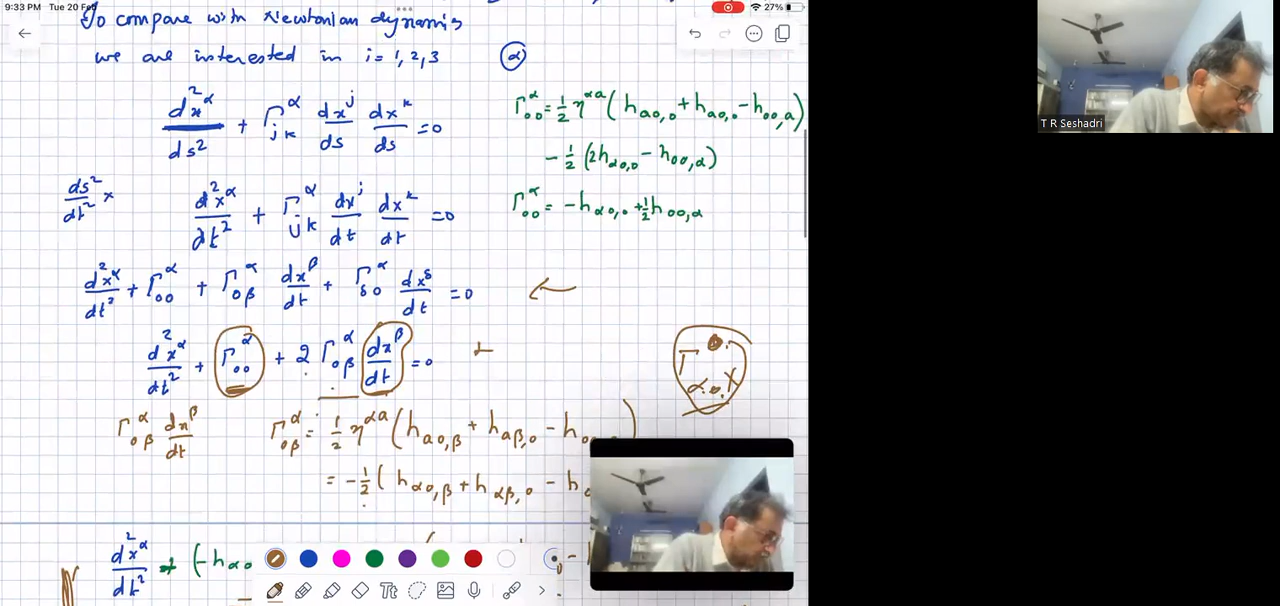 9:33 PM Tue 20 Feb
27%
To compare with Newtonian dynamics
we are interested in i = 1, 2, 3 (α)
d²x^α/ds² + Γ^α_jk dx^j/ds dx^k/ds = 0
ds²/dt² × d²x^α/dt² + Γ^α_jk dx^j/dt dx^k/dt = 0
d²x^α/dt² + Γ^α_00 + Γ^α_0β dx^β/dt + Γ^α_δ0 dx^δ/dt = 0 ←
d²x^α/dt² + Γ^α_00 + 2 Γ^α_0β dx^β/dt = 0
Γ^α_0β dx^β/dt Γ^α_0β = 1/2 η^αa (h_a0,β + h_aβ,0 - h_0
= -1/2 (h_α0,β + h_αβ,0 - h
d²x^α/dt² + (-h_α0
Γ^α_00 = 1/2 η^αa (h_a0,0 + h_a0,0 - h_00,a)
- 1/2 (2h_α0,0 - h_00,α)
Γ^α_00 = -h_α0,0 + 1/2 h_00,α
Tt
T R Seshadri